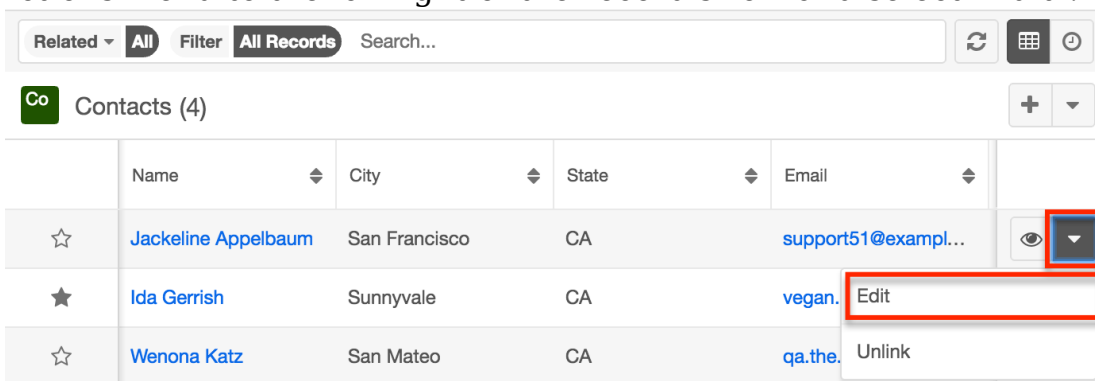 Related All Filter All Records Search...
Co Contacts (4)
Name City State Email
Jackeline Appelbaum San Francisco CA support51@exampl...
Ida Gerrish Sunnyvale CA vegan.
Edit
Wenona Katz San Mateo CA qa.the.
Unlink